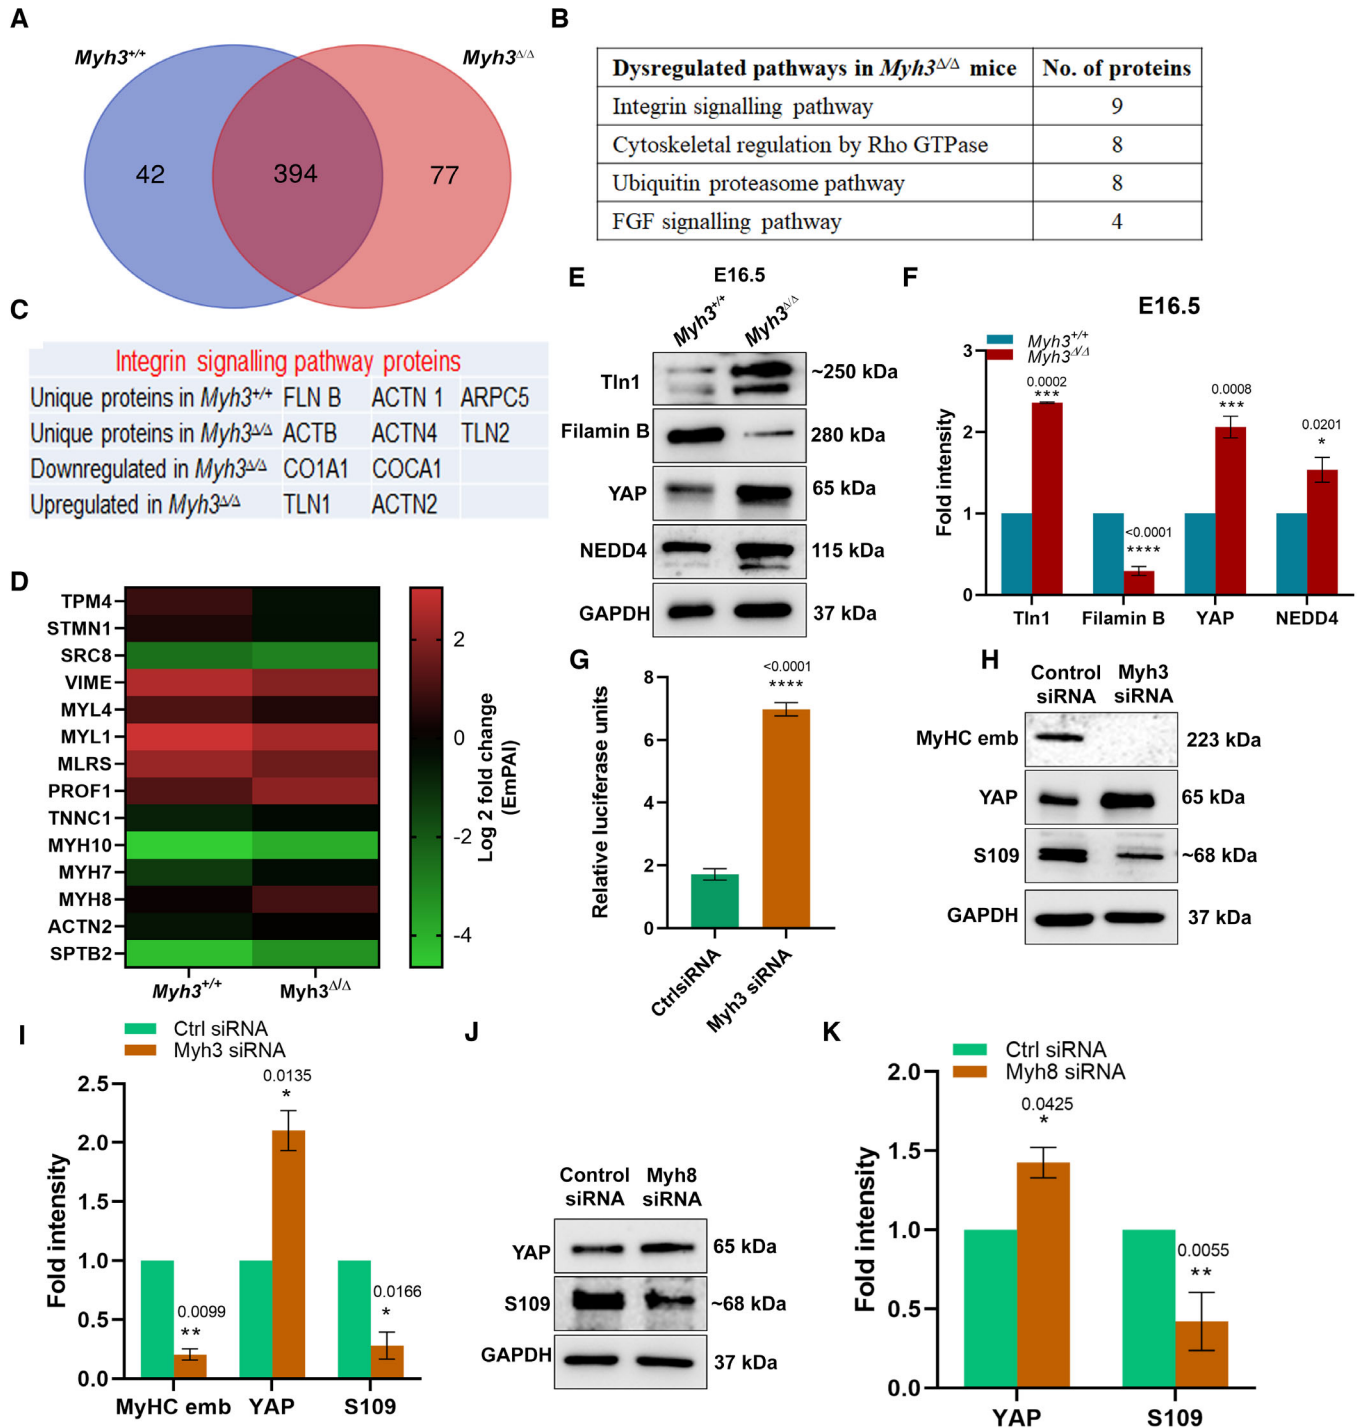 A
Myh3+/+
Myh3Δ/Δ
42
394
77
B
Dysregulated pathways in Myh3Δ/Δ mice No. of proteins
Integrin signalling pathway 9
Cytoskeletal regulation by Rho GTPase 8
Ubiquitin proteasome pathway 8
FGF signalling pathway 4
C
Integrin signalling pathway proteins
Unique proteins in Myh3+/+ FLN B ACTN 1 ARPC5
Unique proteins in Myh3Δ/Δ ACTB ACTN4 TLN2
Downregulated in Myh3Δ/Δ CO1A1 COCA1
Upregulated in Myh3Δ/Δ TLN1 ACTN2
D
TPM4
STMN1
SRC8
VIME
MYL4
MYL1
MLRS
PROF1
TNNC1
MYH10
MYH7
MYH8
ACTN2
SPTB2
Myh3+/+
Myh3Δ/Δ
2
0
-2
-4
Log 2 fold change
(EmPAI)
E
E16.5
Myh3+/+
Myh3Δ/Δ
Tln1 ~250 kDa
Filamin B 280 kDa
YAP 65 kDa
NEDD4 115 kDa
GAPDH 37 kDa
F
E16.5
Myh3+/+
Myh3Δ/Δ
Fold intensity
3
2
1
0
0.0002
***
<0.0001
****
0.0008
***
0.0201
*
Tln1 Filamin B YAP NEDD4
G
Relative luciferase units
8
6
4
2
0
<0.0001
****
CtrlsiRNA
Myh3 siRNA
H
Control siRNA
Myh3 siRNA
MyHC emb 223 kDa
YAP 65 kDa
S109 ~68 kDa
GAPDH 37 kDa
I
Ctrl siRNA
Myh3 siRNA
Fold intensity
2.5
2.0
1.5
1.0
0.5
0.0
0.0099
**
0.0135
*
0.0166
*
MyHC emb YAP S109
J
Control siRNA
Myh8 siRNA
YAP 65 kDa
S109 ~68 kDa
GAPDH 37 kDa
K
Ctrl siRNA
Myh8 siRNA
Fold intensity
2.0
1.5
1.0
0.5
0.0
0.0425
*
0.0055
**
YAP S109